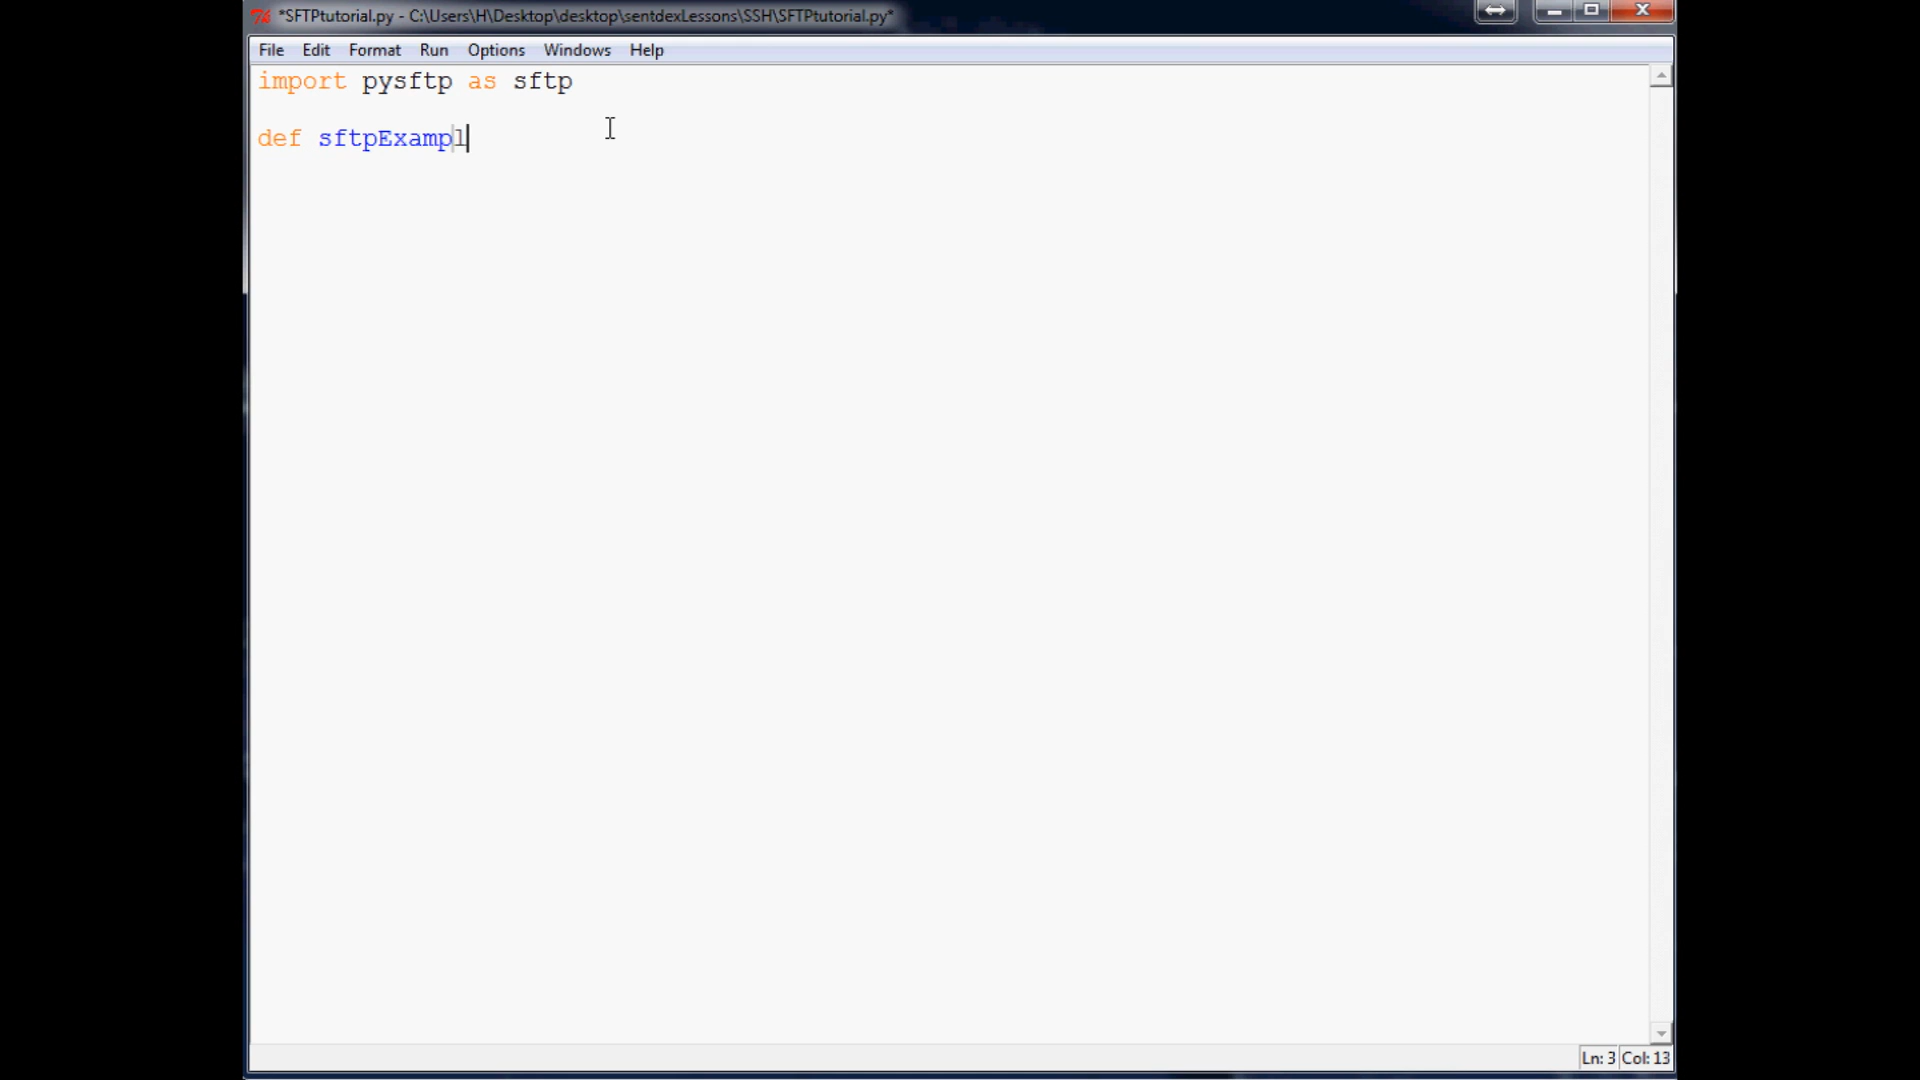 *SFTPtutorial.py - C:\Users\H\Desktop\desktop\sentdexLessons\SSH\SFTPtutorial.py*
File Edit Format Run Options Windows Help
import pysftp as sftp
def sftpExampl
Ln: 3 Col: 13